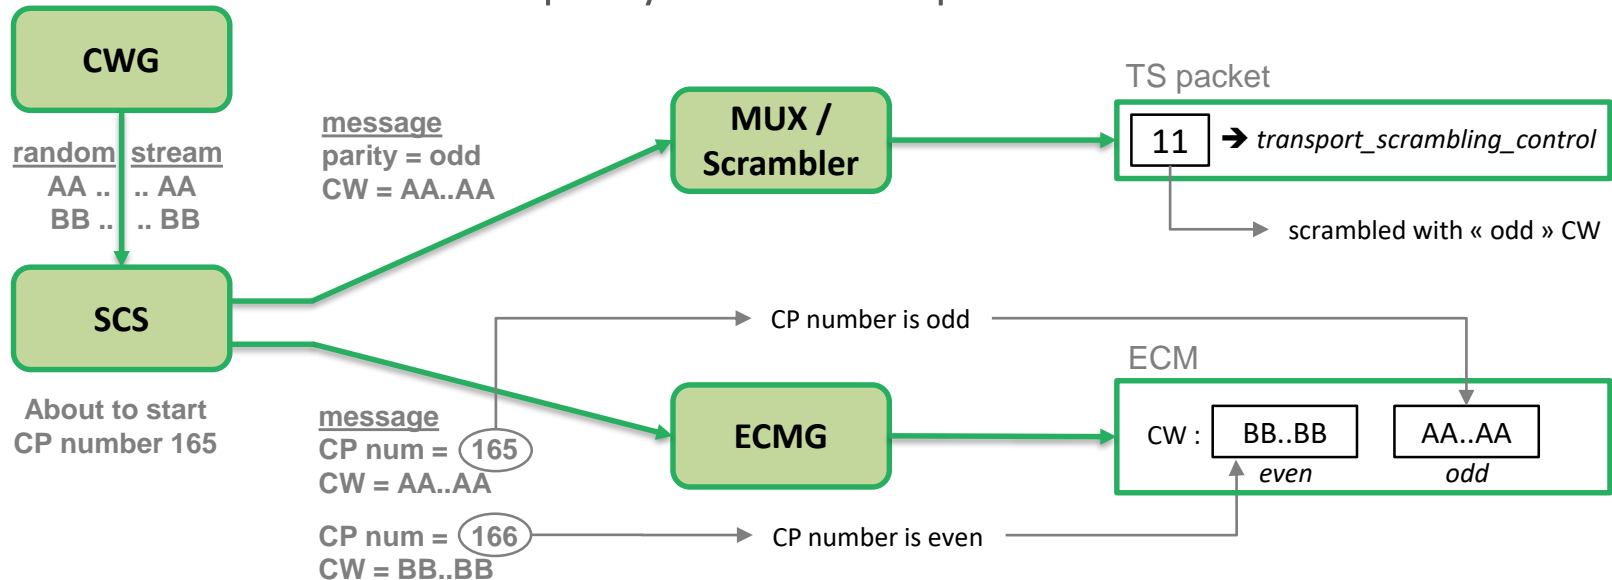 CWG
random stream
AA .. .. AA
BB .. .. BB
SCS
About to start
CP number 165
message
parity = odd
CW = AA..AA
MUX /
Scrambler
TS packet
11 ➔ transport_scrambling_control
scrambled with « odd » CW
CP number is odd
message
CP num = 165
CW = AA..AA
CP num = 166
CW = BB..BB
ECMG
CP number is even
ECM
CW : BB..BB AA..AA
even odd